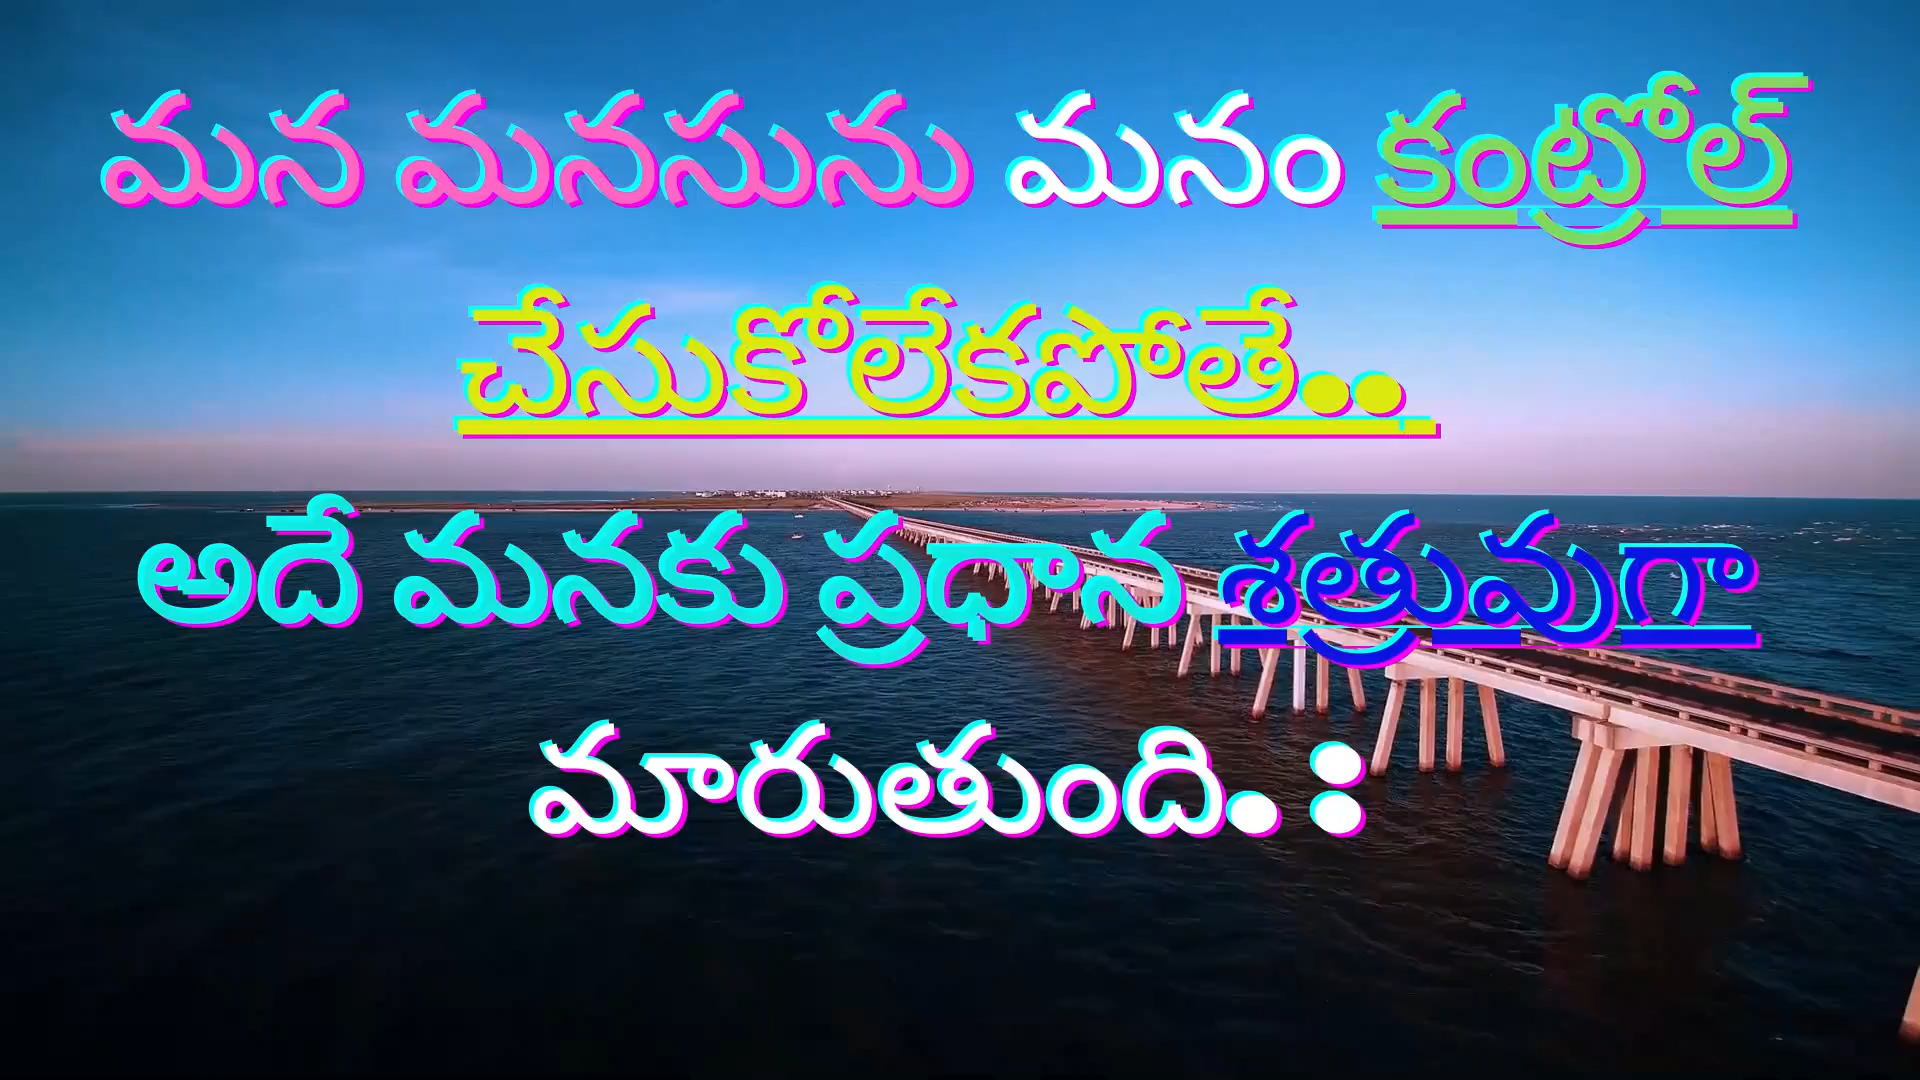 మన మనసును మనం కంట్రోల్
చేసుకోలేకపోతే..
అదే మనకు ప్రధాన శత్రువుగా
మారుతుంది. :